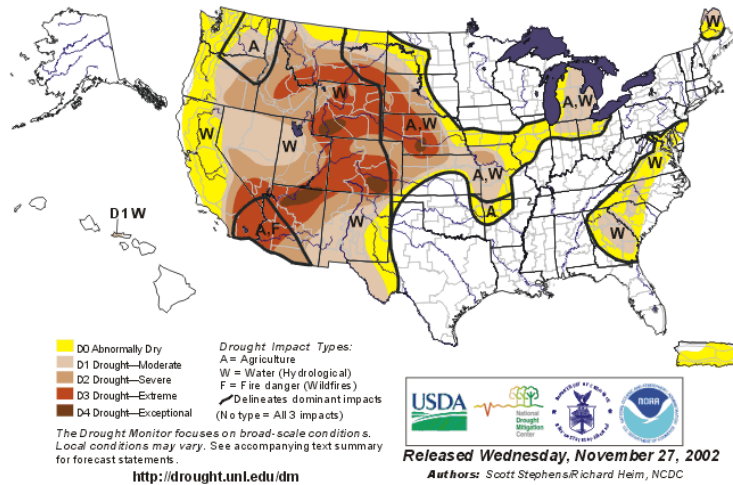 W
A
W
W
A,W
A,W
W
W
A,W
W
D1 W
A
W
A,F
W
D0 Abnormally Dry
D1 Drought—Moderate
D2 Drought—Severe
D3 Drought—Extreme
D4 Drought—Exceptional
Drought Impact Types:
A = Agriculture
W = Water (Hydrological)
F = Fire danger (Wildfires)
Delineates dominant impacts
(No type = All 3 impacts)
The Drought Monitor focuses on broad-scale conditions.
Local conditions may vary. See accompanying text summary
for forecast statements.
http://drought.unl.edu/dm
USDA
National
Drought
Mitigation
Center
NOAA
Released Wednesday, November 27, 2002
Authors: Scott Stephens/Richard Heim, NCDC